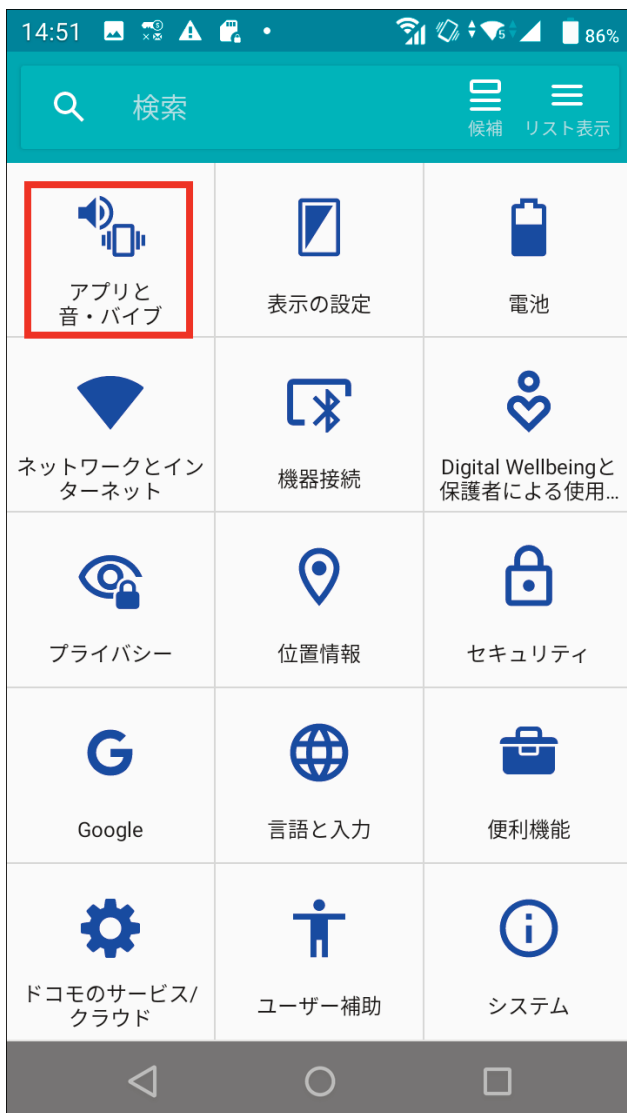 14:51
86%
検索
候補
リスト表示
アプリと
音・バイブ
表示の設定
電池
ネットワークとイン
ターネット
機器接続
Digital Wellbeingと
保護者による使用...
プライバシー
位置情報
セキュリティ
Google
言語と入力
便利機能
ドコモのサービス/
クラウド
ユーザー補助
システム